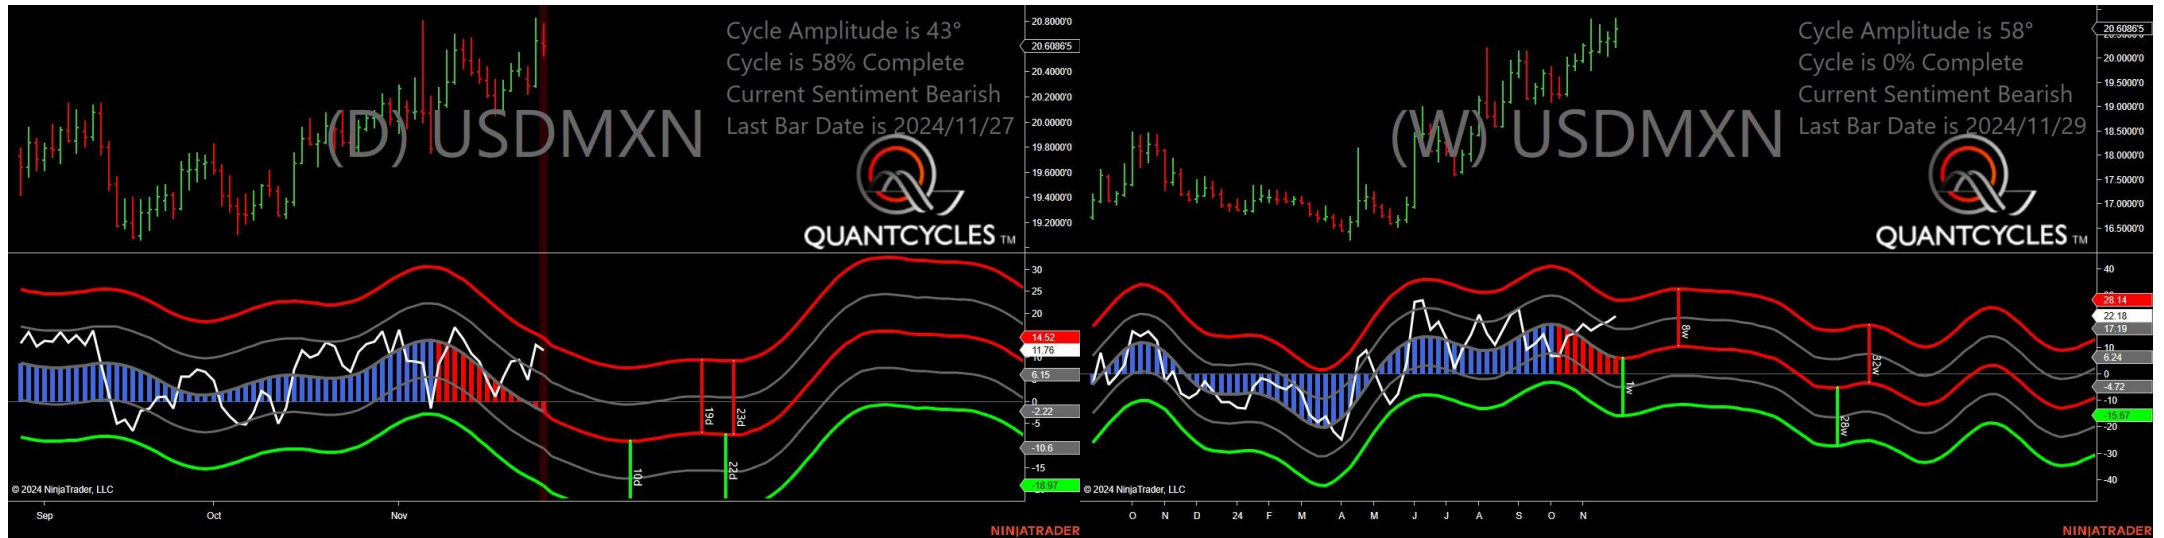 Cycle Amplitude is 43°
Cycle is 58% Complete
Current Sentiment Bearish
Last Bar Date is 2024/11/27
(D) USDMXN
QUANTCYCLES TM
20.8000'0
20.6086'5
20.4000'0
20.2000'0
20.0000'0
19.8000'0
19.6000'0
19.4000'0
19.2000'0
30
25
20
14.52
11.76
6.15
0
-2.22
-5
-10.6
-15
-18.97
19d
23d
10d
22d
© 2024 NinjaTrader, LLC
Sep
Oct
Nov
NINJATRADER
Cycle Amplitude is 58°
Cycle is 0% Complete
Current Sentiment Bearish
Last Bar Date is 2024/11/29
(W) USDMXN
QUANTCYCLES TM
20.6086'5
20.0000'0
19.5000'0
19.0000'0
18.5000'0
18.0000'0
17.5000'0
17.0000'0
16.5000'0
40
28.14
22.18
17.19
10
6.24
0
-4.72
-10
-15.67
-20
-30
-40
8w
32w
1w
28w
© 2024 NinjaTrader, LLC
O N D 24 F M A M J J A S O N
NINJATRADER